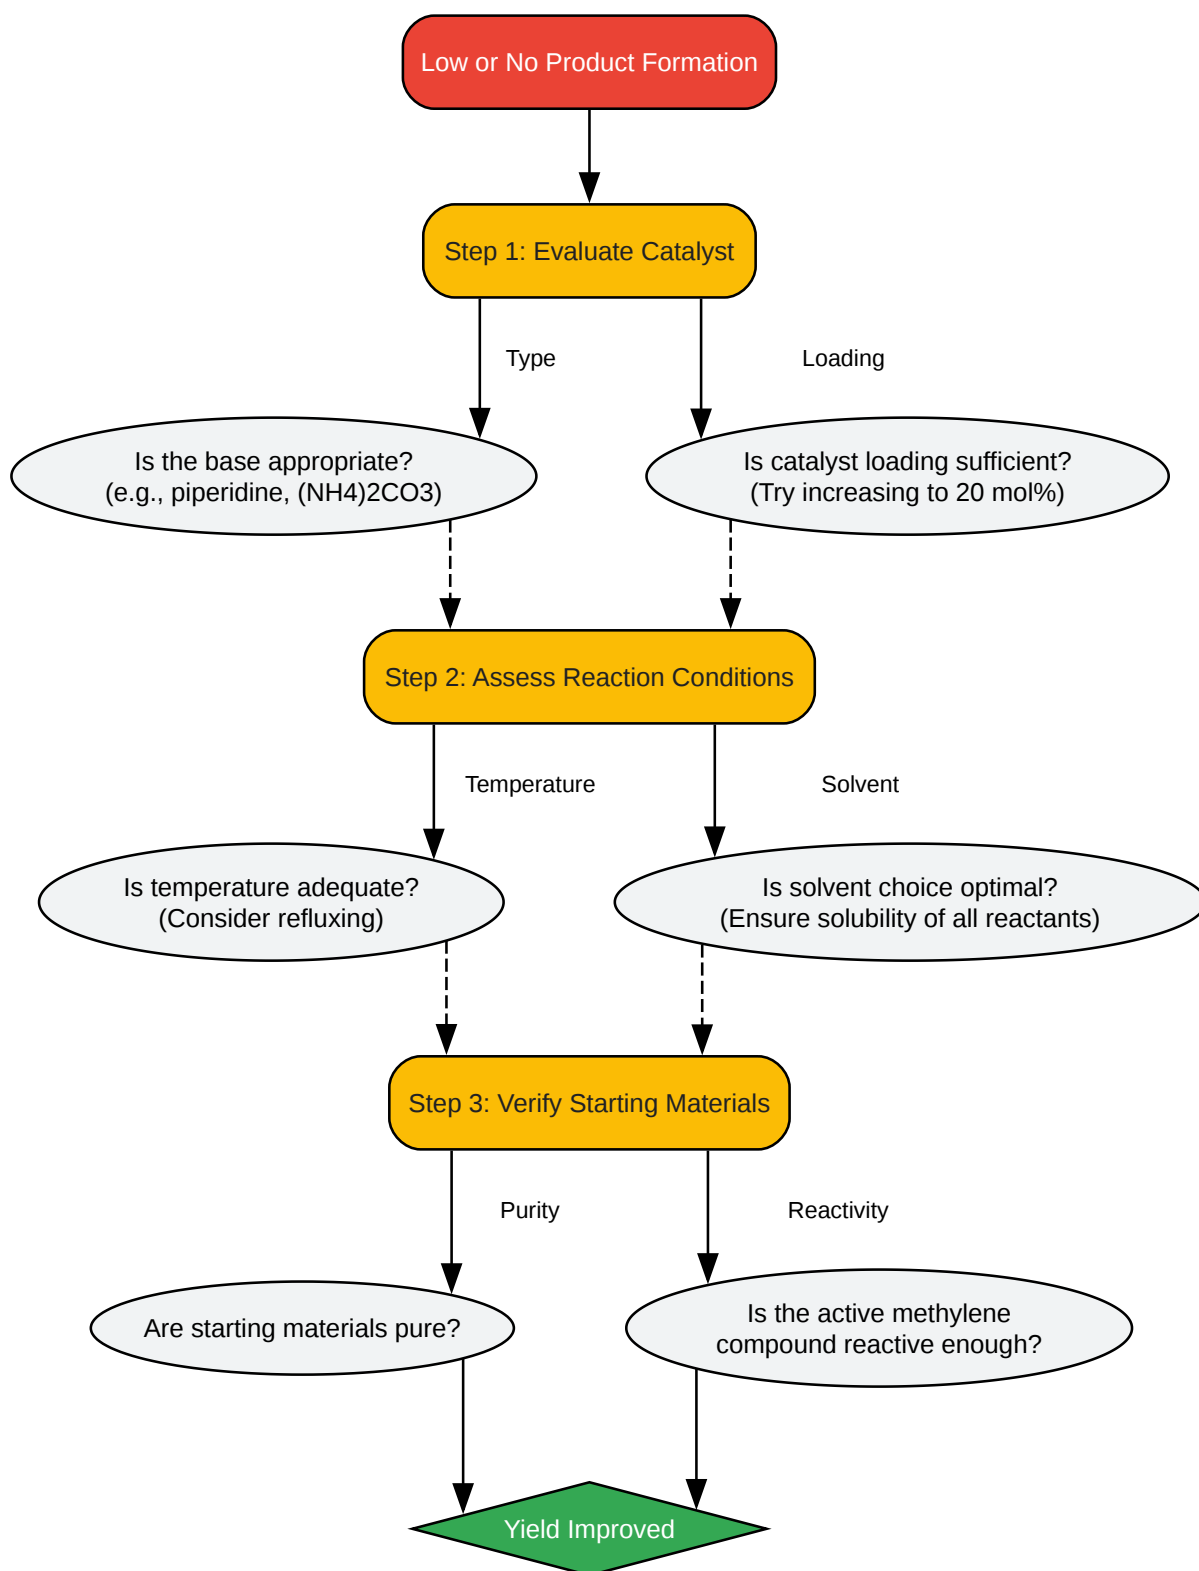 Low or No Product Formation
Step 1: Evaluate Catalyst
Type
Loading
Is the base appropriate?
(e.g., piperidine, (NH4)2CO3)
Is catalyst loading sufficient?
(Try increasing to 20 mol%)
Step 2: Assess Reaction Conditions
Temperature
Solvent
Is temperature adequate?
(Consider refluxing)
Is solvent choice optimal?
(Ensure solubility of all reactants)
Step 3: Verify Starting Materials
Purity
Reactivity
Are starting materials pure?
Is the active methylene
compound reactive enough?
Yield Improved